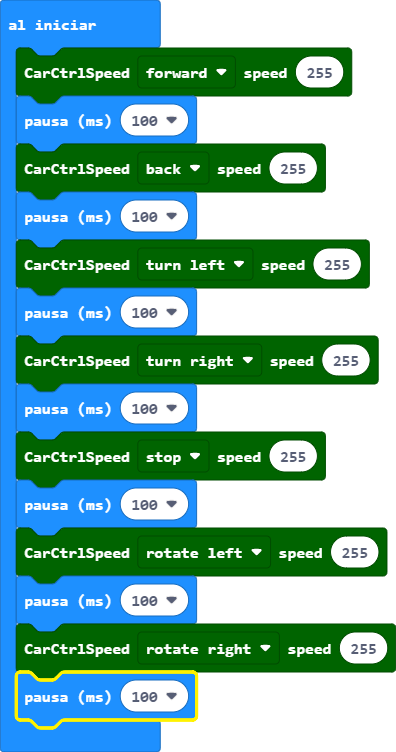 al iniciar
CarCtrlSpeed forward speed 255
pausa (ms) 100
CarCtrlSpeed back speed 255
pausa (ms) 100
CarCtrlSpeed turn left speed 255
pausa (ms) 100
CarCtrlSpeed turn right speed 255
pausa (ms) 100
CarCtrlSpeed stop speed 255
pausa (ms) 100
CarCtrlSpeed rotate left speed 255
pausa (ms) 100
CarCtrlSpeed rotate right speed 255
pausa (ms) 100